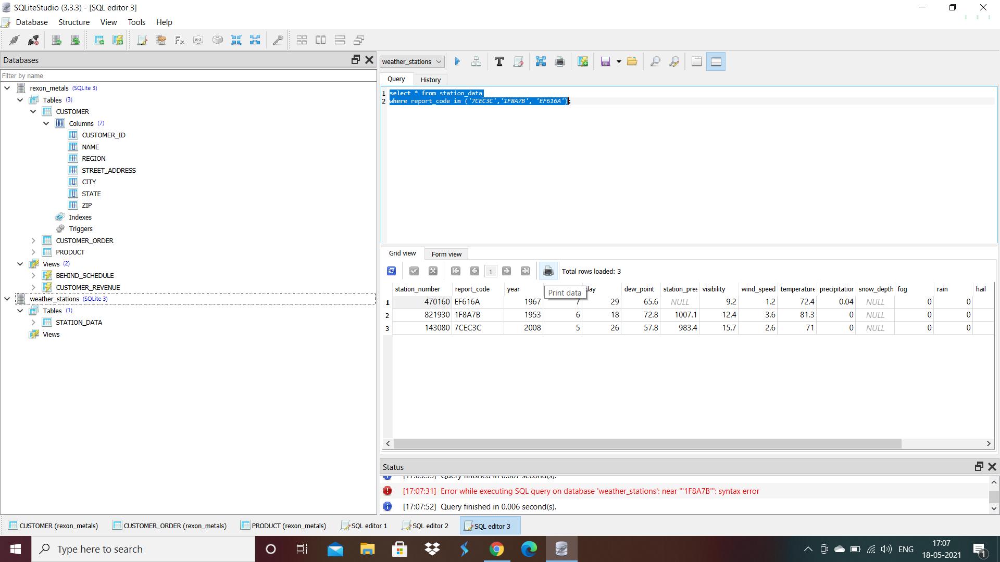 SQLiteStudio (3.3.3) - [SQL editor 3]
Database Structure View Tools Help
Databases
Filter by name
rexon_metals (SQLite 3)
Tables (3)
CUSTOMER
Columns (7)
CUSTOMER_ID
NAME
REGION
STREET_ADDRESS
CITY
STATE
ZIP
Indexes
Triggers
CUSTOMER_ORDER
PRODUCT
Views (2)
BEHIND_SCHEDULE
CUSTOMER_REVENUE
weather_stations (SQLite 3)
Tables (1)
STATION_DATA
Views
weather_stations
Query History
1 select * from station_data
2 where report_code in ('7CEC3C','1F8A7B', 'EF616A');
Grid view Form view
1 Total rows loaded: 3
station_number report_code year day dew_point station_pres visibility wind_speed temperature precipitation snow_depth fog rain hail
Print data
1 470160 EF616A 1967 7 29 65.6 NULL 9.2 1.2 72.4 0.04 NULL 0 0
2 821930 1F8A7B 1953 6 18 72.8 1007.1 12.4 3.6 81.3 0 NULL 0 0
3 143080 7CEC3C 2008 5 26 57.8 983.4 15.7 2.6 71 0 NULL 0 0
Status
Query finished in 0.007 second(s).
[17:07:31] Error while executing SQL query on database 'weather_stations': near "'1F8A7B'": syntax error
[17:07:52] Query finished in 0.006 second(s).
CUSTOMER (rexon_metals) CUSTOMER_ORDER (rexon_metals) PRODUCT (rexon_metals) SQL editor 1 SQL editor 2 SQL editor 3
Type here to search
ENG
17:07
18-05-2021
1